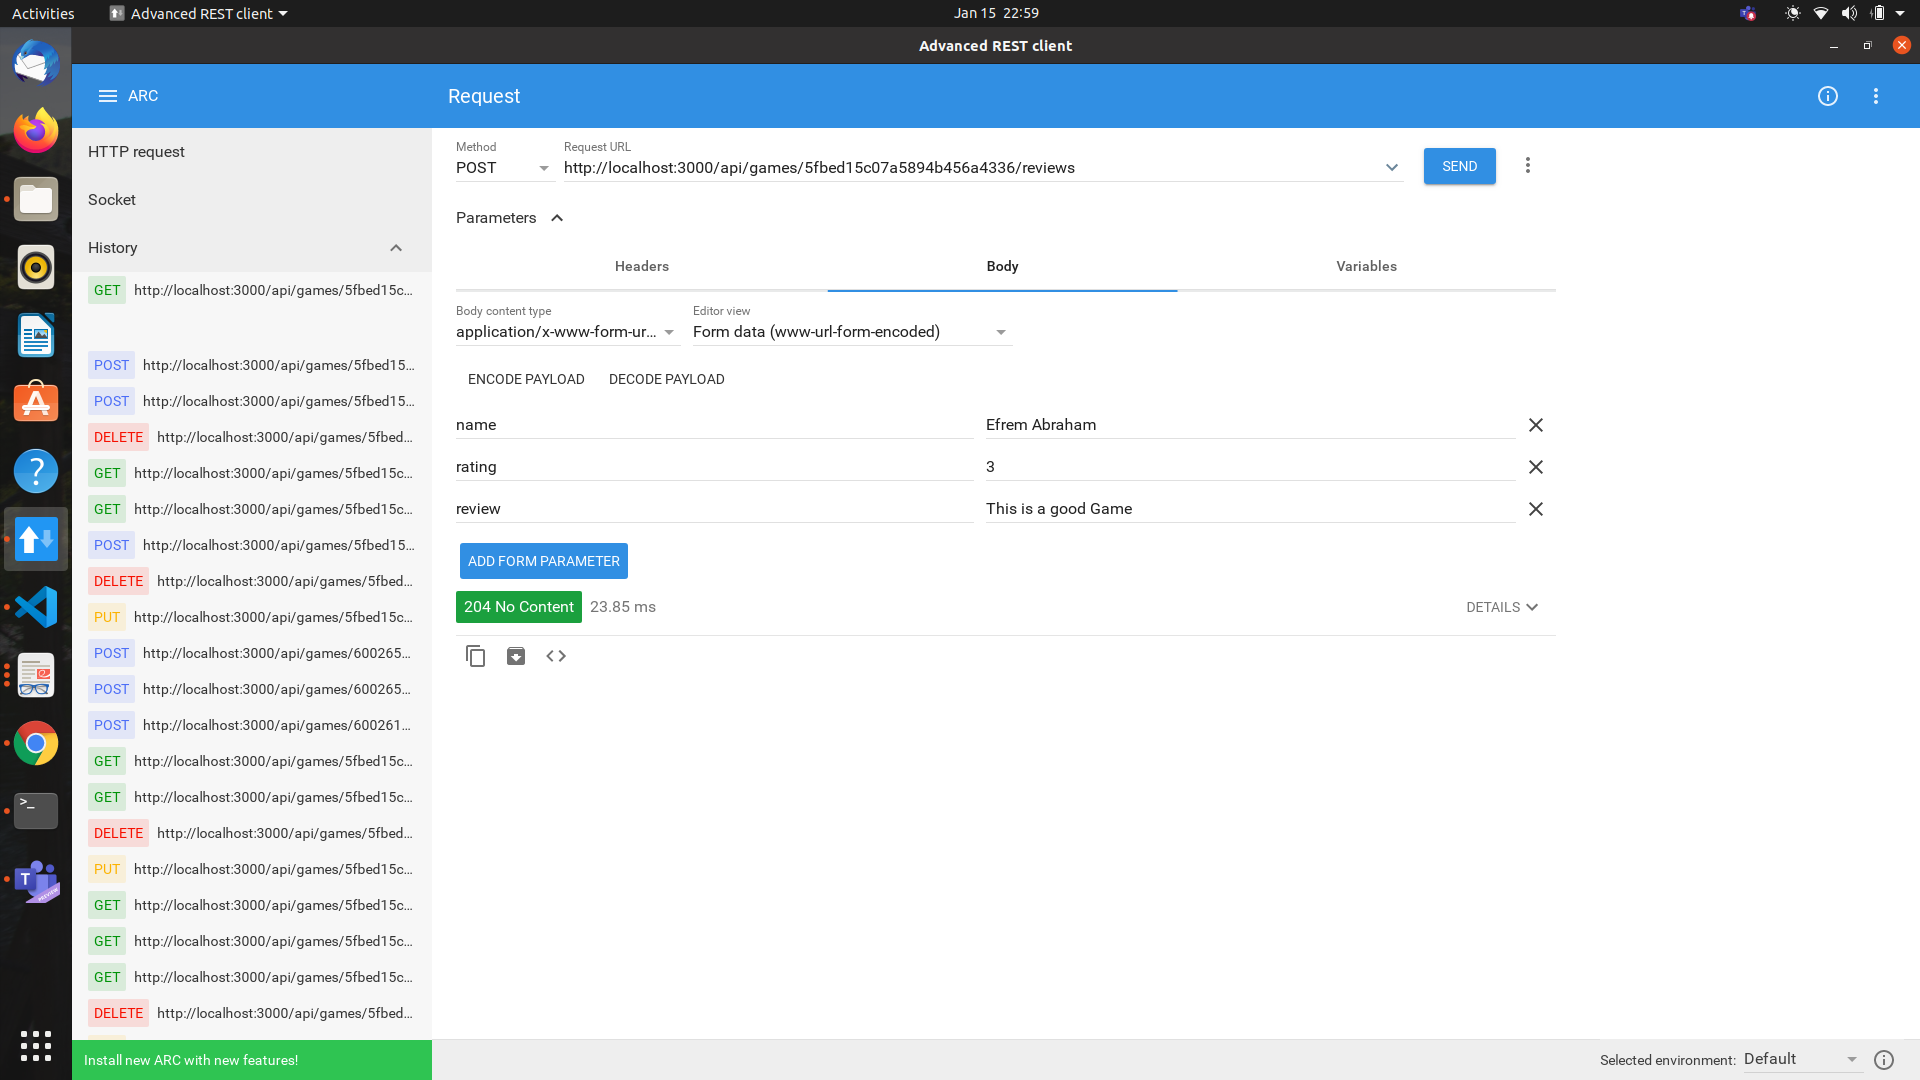 Activities
Advanced REST client
Jan 15 22:59
Advanced REST client
ARC
Request
HTTP request
Socket
History
GET http://localhost:3000/api/games/5fbed15c...
POST http://localhost:3000/api/games/5fbed15...
POST http://localhost:3000/api/games/5fbed15...
DELETE http://localhost:3000/api/games/5fbed...
GET http://localhost:3000/api/games/5fbed15c...
GET http://localhost:3000/api/games/5fbed15c...
POST http://localhost:3000/api/games/5fbed15...
DELETE http://localhost:3000/api/games/5fbed...
PUT http://localhost:3000/api/games/5fbed15c...
POST http://localhost:3000/api/games/600265...
POST http://localhost:3000/api/games/600265...
POST http://localhost:3000/api/games/600261...
GET http://localhost:3000/api/games/5fbed15c...
GET http://localhost:3000/api/games/5fbed15c...
DELETE http://localhost:3000/api/games/5fbed...
PUT http://localhost:3000/api/games/5fbed15c...
GET http://localhost:3000/api/games/5fbed15c...
GET http://localhost:3000/api/games/5fbed15c...
GET http://localhost:3000/api/games/5fbed15c...
DELETE http://localhost:3000/api/games/5fbed...
Install new ARC with new features!
Method
POST
Request URL
http://localhost:3000/api/games/5fbed15c07a5894b456a4336/reviews
SEND
Parameters
Headers Body Variables
Body content type
application/x-www-form-ur...
Editor view
Form data (www-url-form-encoded)
ENCODE PAYLOAD DECODE PAYLOAD
name Efrem Abraham
rating 3
review This is a good Game
ADD FORM PARAMETER
204 No Content 23.85 ms DETAILS
Selected environment: Default